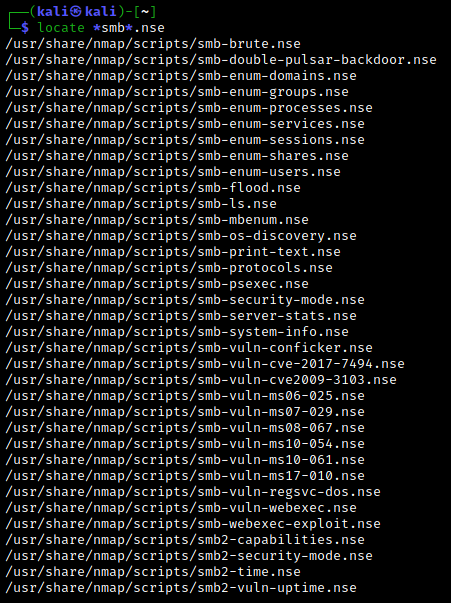 ┌──(kali㉿kali)-[~]
└─$ locate *smb*.nse
/usr/share/nmap/scripts/smb-brute.nse
/usr/share/nmap/scripts/smb-double-pulsar-backdoor.nse
/usr/share/nmap/scripts/smb-enum-domains.nse
/usr/share/nmap/scripts/smb-enum-groups.nse
/usr/share/nmap/scripts/smb-enum-processes.nse
/usr/share/nmap/scripts/smb-enum-services.nse
/usr/share/nmap/scripts/smb-enum-sessions.nse
/usr/share/nmap/scripts/smb-enum-shares.nse
/usr/share/nmap/scripts/smb-enum-users.nse
/usr/share/nmap/scripts/smb-flood.nse
/usr/share/nmap/scripts/smb-ls.nse
/usr/share/nmap/scripts/smb-mbenum.nse
/usr/share/nmap/scripts/smb-os-discovery.nse
/usr/share/nmap/scripts/smb-print-text.nse
/usr/share/nmap/scripts/smb-protocols.nse
/usr/share/nmap/scripts/smb-psexec.nse
/usr/share/nmap/scripts/smb-security-mode.nse
/usr/share/nmap/scripts/smb-server-stats.nse
/usr/share/nmap/scripts/smb-system-info.nse
/usr/share/nmap/scripts/smb-vuln-conficker.nse
/usr/share/nmap/scripts/smb-vuln-cve-2017-7494.nse
/usr/share/nmap/scripts/smb-vuln-cve2009-3103.nse
/usr/share/nmap/scripts/smb-vuln-ms06-025.nse
/usr/share/nmap/scripts/smb-vuln-ms07-029.nse
/usr/share/nmap/scripts/smb-vuln-ms08-067.nse
/usr/share/nmap/scripts/smb-vuln-ms10-054.nse
/usr/share/nmap/scripts/smb-vuln-ms10-061.nse
/usr/share/nmap/scripts/smb-vuln-ms17-010.nse
/usr/share/nmap/scripts/smb-vuln-regsvc-dos.nse
/usr/share/nmap/scripts/smb-vuln-webexec.nse
/usr/share/nmap/scripts/smb-webexec-exploit.nse
/usr/share/nmap/scripts/smb2-capabilities.nse
/usr/share/nmap/scripts/smb2-security-mode.nse
/usr/share/nmap/scripts/smb2-time.nse
/usr/share/nmap/scripts/smb2-vuln-uptime.nse